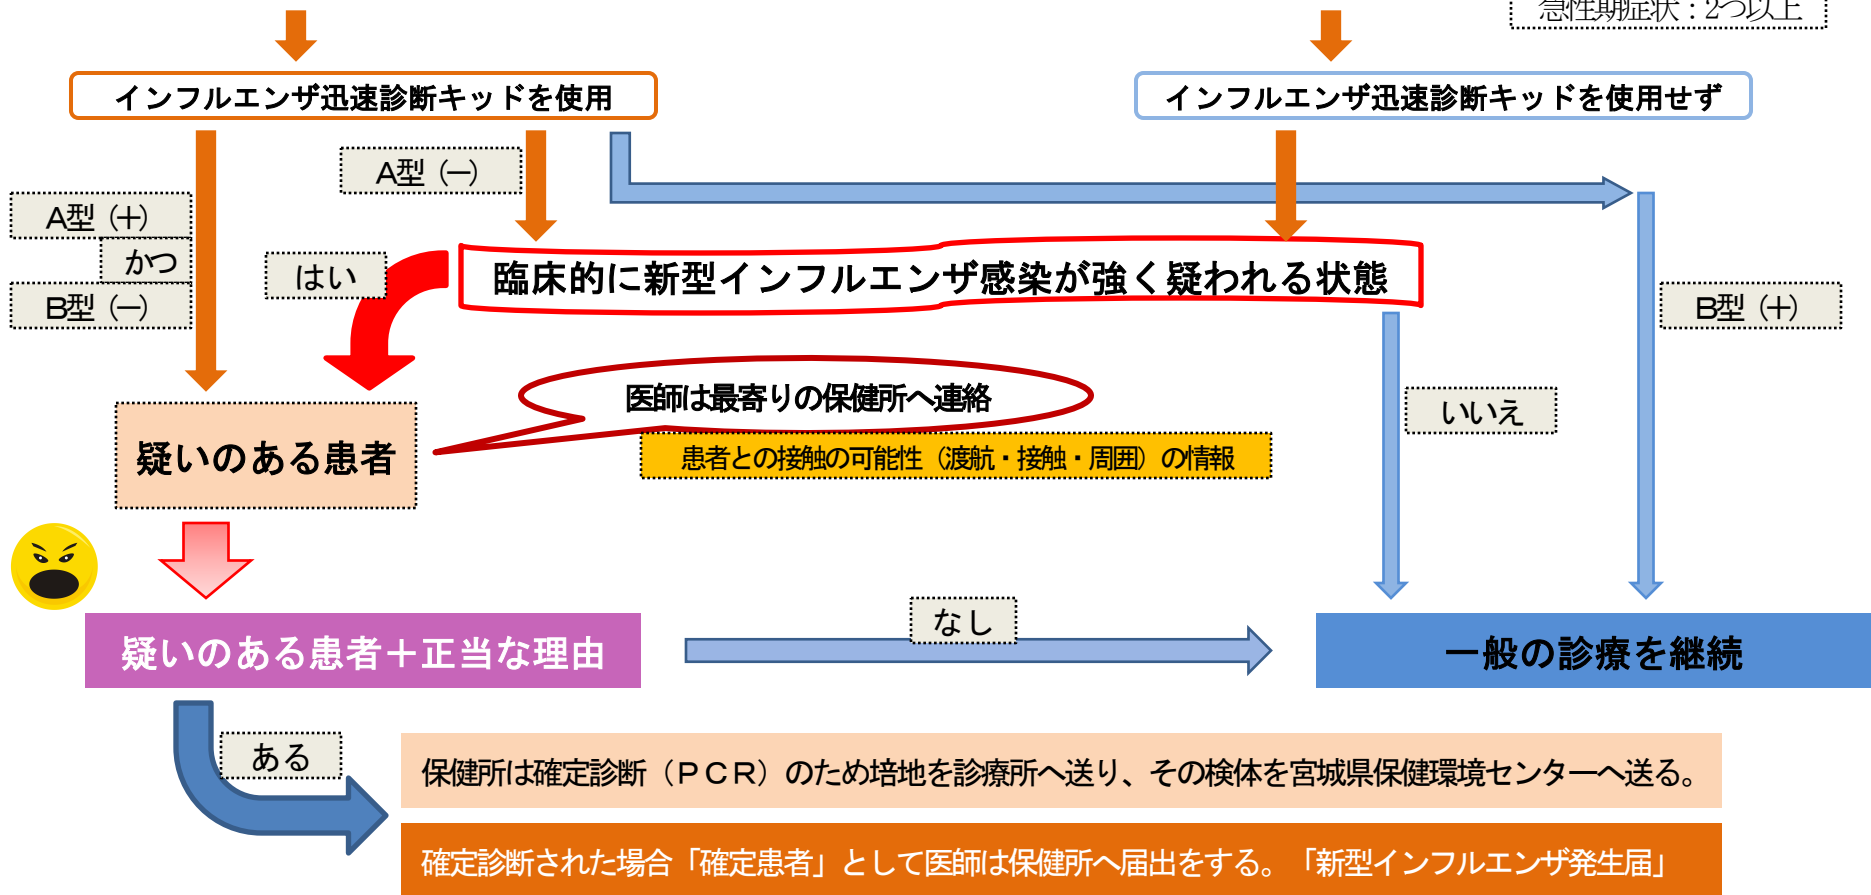 急性期症状：2つ以上
インフルエンザ迅速診断キッドを使用
インフルエンザ迅速診断キッドを使用せず
A型（－）
A型（＋）
かつ
B型（－）
はい
臨床的に新型インフルエンザ感染が強く疑われる状態
B型（＋）
医師は最寄りの保健所へ連絡
いいえ
疑いのある患者
患者との接触の可能性（渡航・接触・周囲）の情報
なし
疑いのある患者＋正当な理由
一般の診療を継続
ある
保健所は確定診断（ＰＣＲ）のため培地を診療所へ送り、その検体を宮城県保健環境センターへ送る。
確定診断された場合「確定患者」として医師は保健所へ届出をする。「新型インフルエンザ発生届」